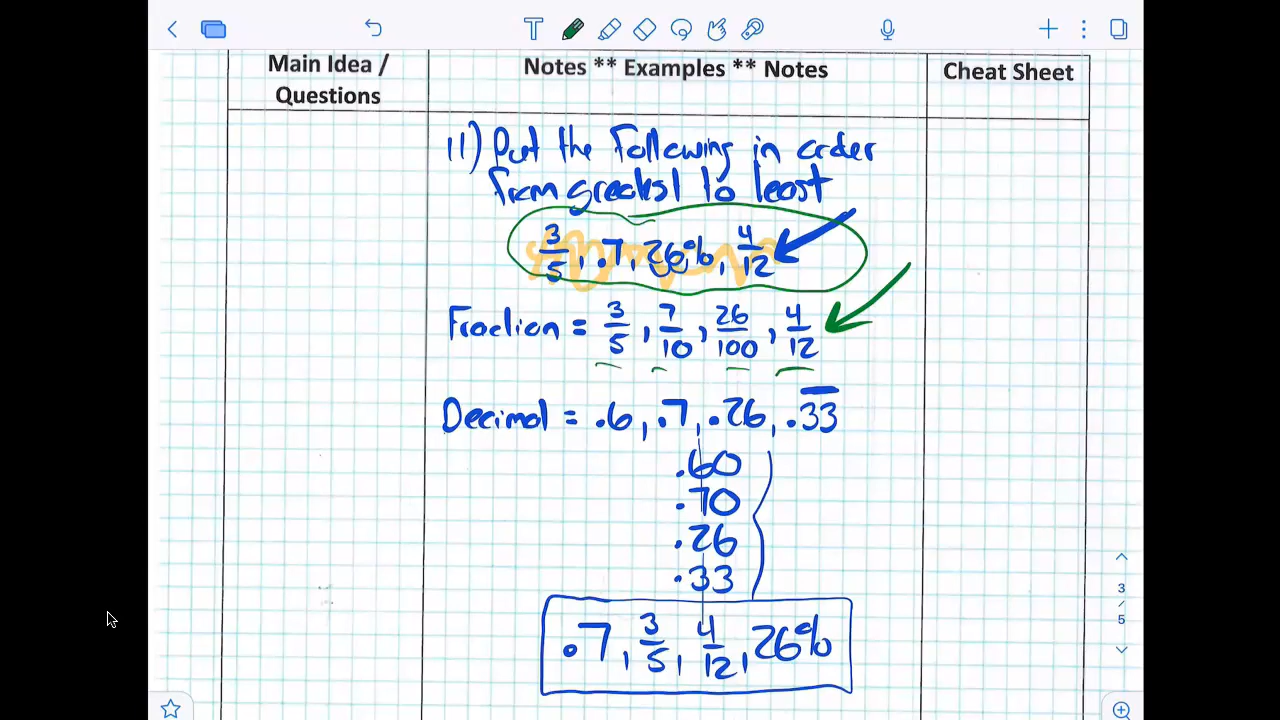 T
Main Idea /
Questions
Notes ** Examples ** Notes
Cheat Sheet
11) Put the following in order
from greatest to least
3/5, .7, 26%, 4/12
Fraction = 3/5, 7/10, 26/100, 4/12
Decimal = .6, .7, .26, .3̅3̅
.60
.70
.26
.33
.7, 3/5, 4/12, 26%
3
/
5